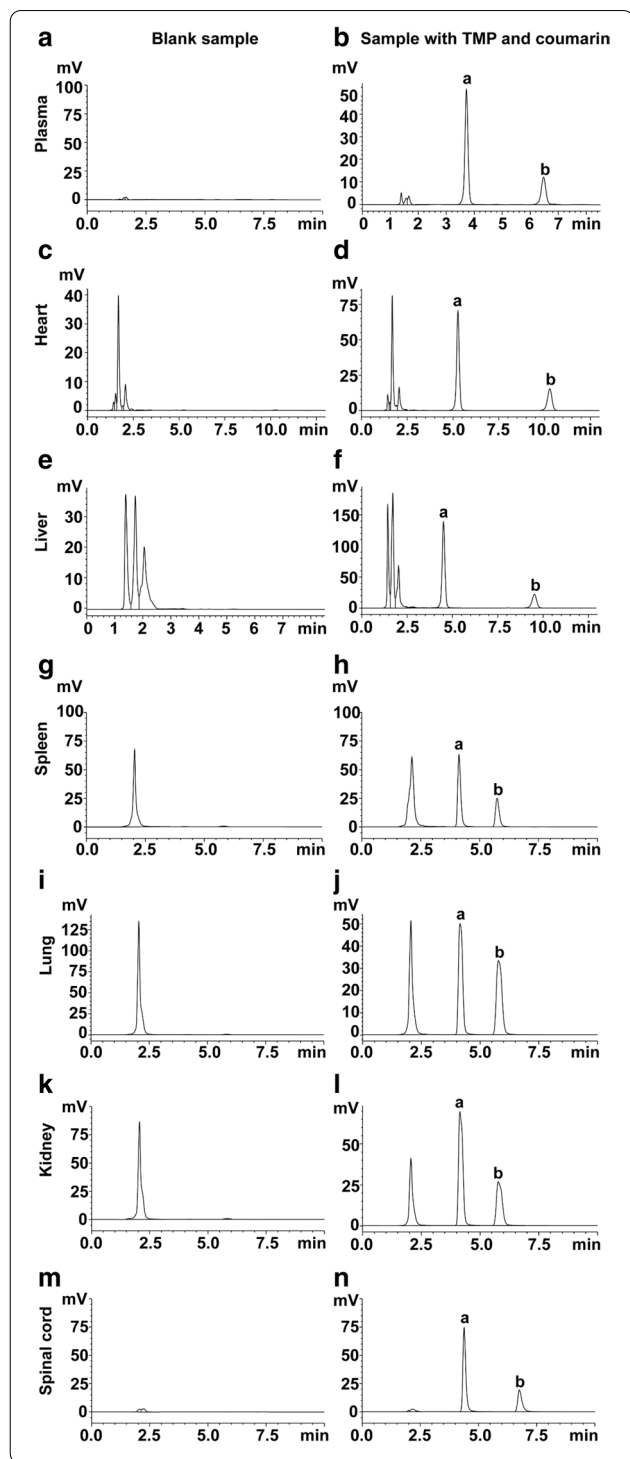 a Blank sample b Sample with TMP and coumarin
mV mV
Plasma
100 75 50 25 0
0.0 2.5 5.0 7.5 min
50 40 30 20 10 0
a b
0 1 2 3 4 5 6 7 min
c d
mV mV
Heart
40 30 20 10 0
0.0 2.5 5.0 7.5 10.0 min
75 50 25 0
a b
0.0 2.5 5.0 7.5 10.0 min
e f
mV mV
Liver
30 20 10 0
0 1 2 3 4 5 6 7 min
150 100 50 0
a b
0.0 2.5 5.0 7.5 10.0 min
g h
mV mV
Spleen
100 75 50 25 0
0.0 2.5 5.0 7.5 min
100 75 50 25 0
a b
0.0 2.5 5.0 7.5 min
i j
mV mV
Lung
125 100 75 50 25 0
0.0 2.5 5.0 7.5 min
50 40 30 20 10 0
a b
0.0 2.5 5.0 7.5 min
k l
mV mV
Kidney
75 50 25 0
0.0 2.5 5.0 7.5 min
50 25 0
a b
0.0 2.5 5.0 7.5 min
m n
mV mV
Spinal cord
75 50 25 0
0.0 2.5 5.0 7.5 min
75 50 25 0
a b
0.0 2.5 5.0 7.5 min